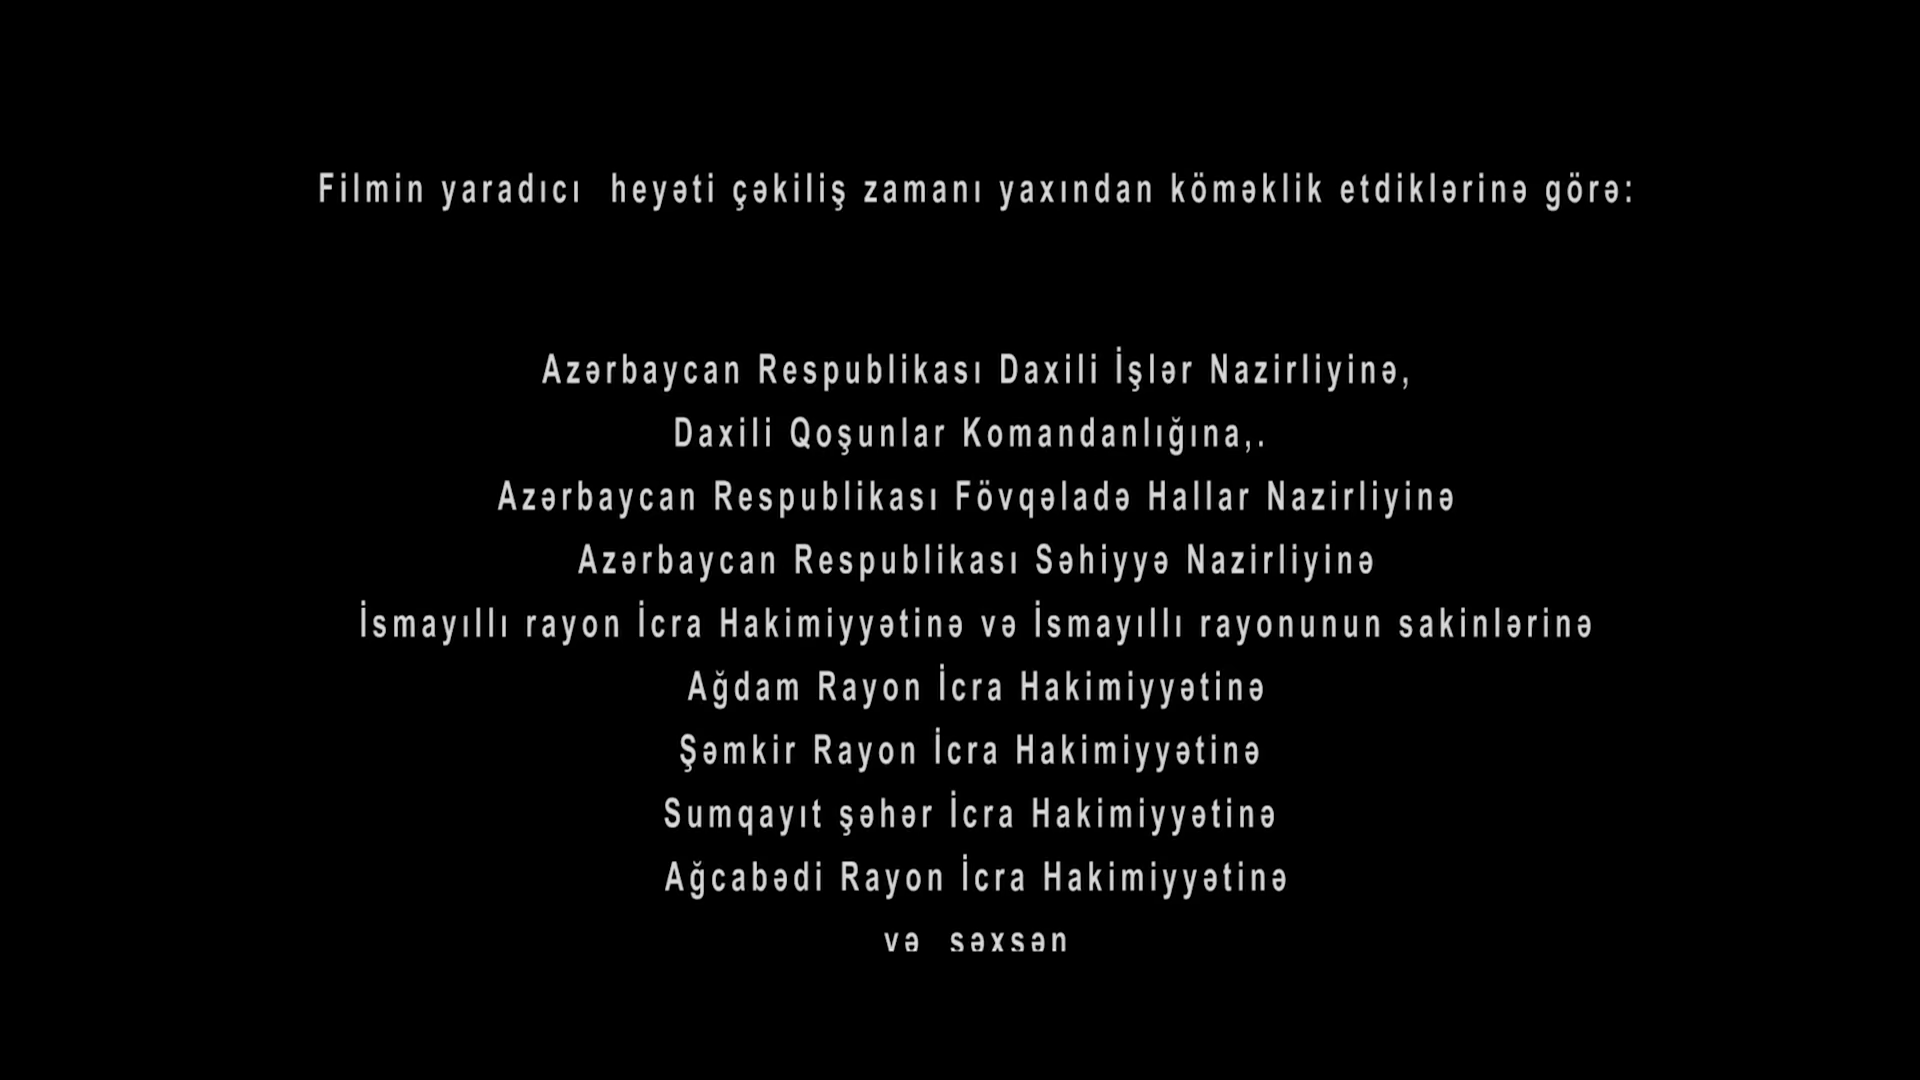 Filmin yaradıcı heyəti çəkiliş zamanı yaxından köməklik etdiklərinə görə:
Azərbaycan Respublikası Daxili İşlər Nazirliyinə,
Daxili Qoşunlar Komandanlığına,.
Azərbaycan Respublikası Fövqəladə Hallar Nazirliyinə
Azərbaycan Respublikası Səhiyyə Nazirliyinə
İsmayıllı rayon İcra Hakimiyyətinə və İsmayıllı rayonunun sakinlərinə
Ağdam Rayon İcra Hakimiyyətinə
Şəmkir Rayon İcra Hakimiyyətinə
Sumqayıt şəhər İcra Hakimiyyətinə
Ağcabədi Rayon İcra Hakimiyyətinə
və şəxsən